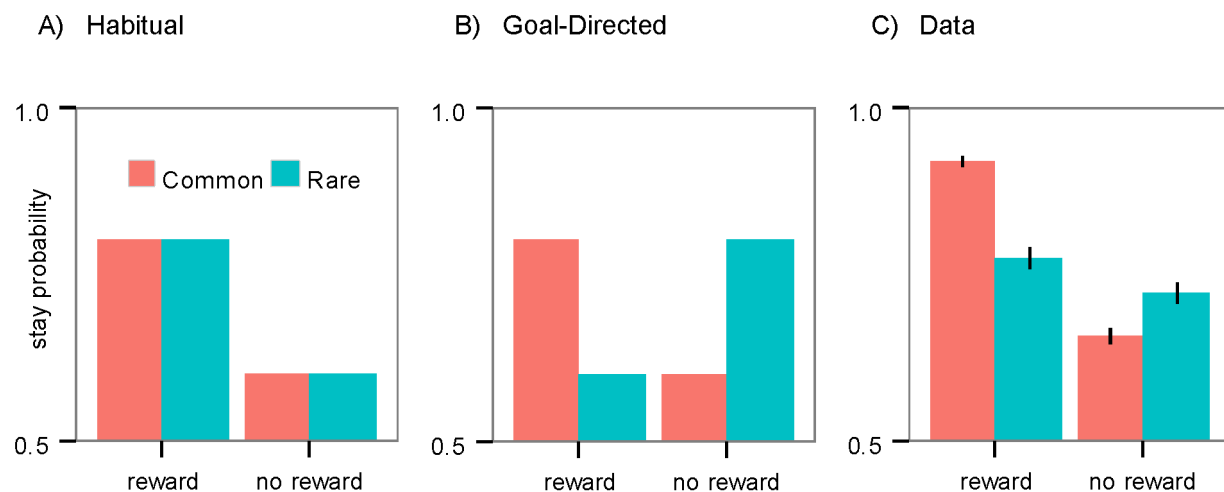 A) Habitual
B) Goal-Directed
C) Data
1.0
1.0
1.0
Common Rare
stay probability
0.5
0.5
0.5
reward no reward
reward no reward
reward no reward